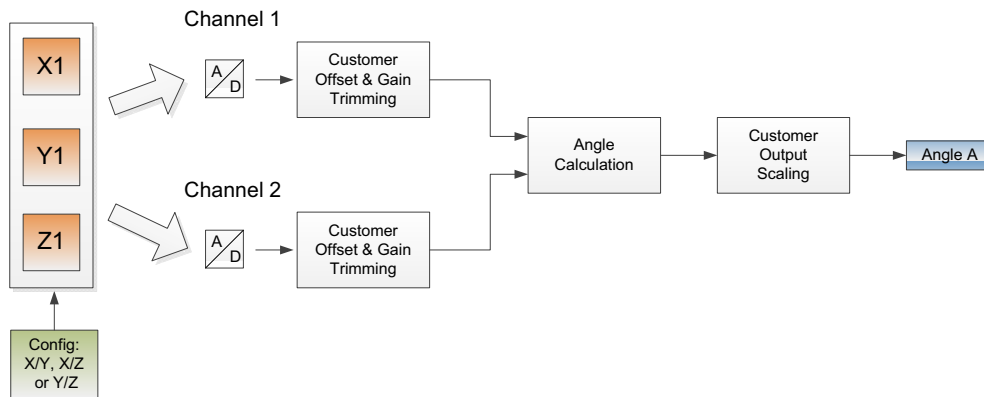 Channel 1
X1
Y1
Z1
A
D
Customer
Offset & Gain
Trimming
Angle
Calculation
Customer
Output
Scaling
Angle A
Channel 2
A
D
Customer
Offset & Gain
Trimming
Config:
X/Y, X/Z
or Y/Z